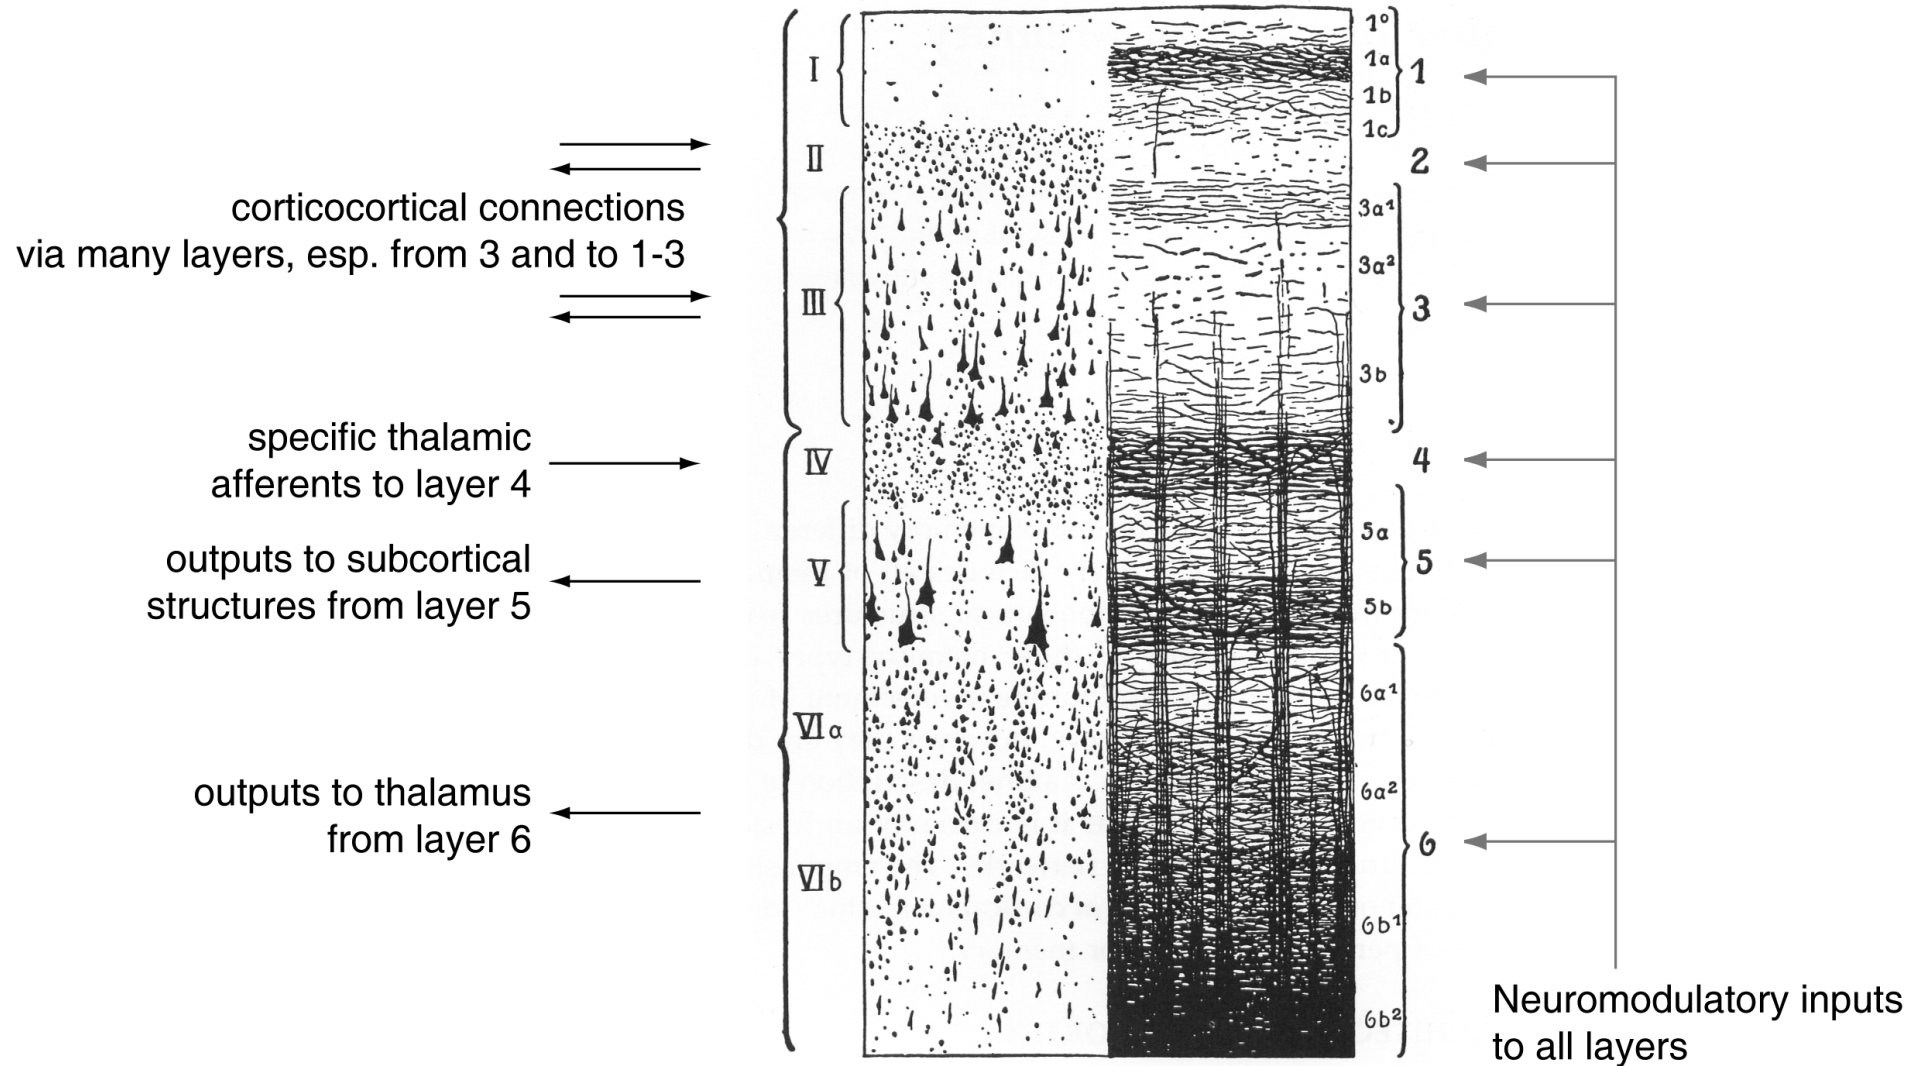 corticocortical connections
via many layers, esp. from 3 and to 1-3
specific thalamic
afferents to layer 4
outputs to subcortical
structures from layer 5
outputs to thalamus
from layer 6
I
II
III
IV
V
VIa
VIb
1º
1a
1b
1c
3a¹
3a²
3b
5a
5b
6a¹
6a²
6b¹
6b²
1
2
3
4
5
6
Neuromodulatory inputs
to all layers